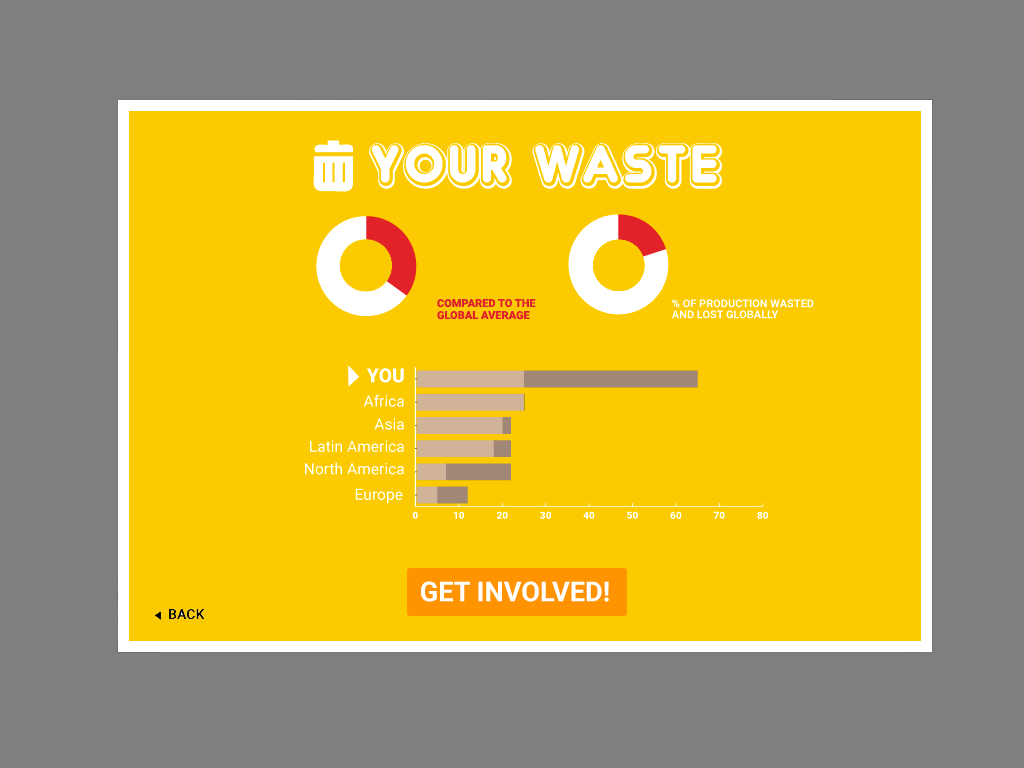 YOUR WASTE
COMPARED TO THE
GLOBAL AVERAGE
% OF PRODUCTION WASTED
AND LOST GLOBALLY
YOU
Africa
Asia
Latin America
North America
Europe
0 10 20 30 40 50 60 70 80
GET INVOLVED!
BACK